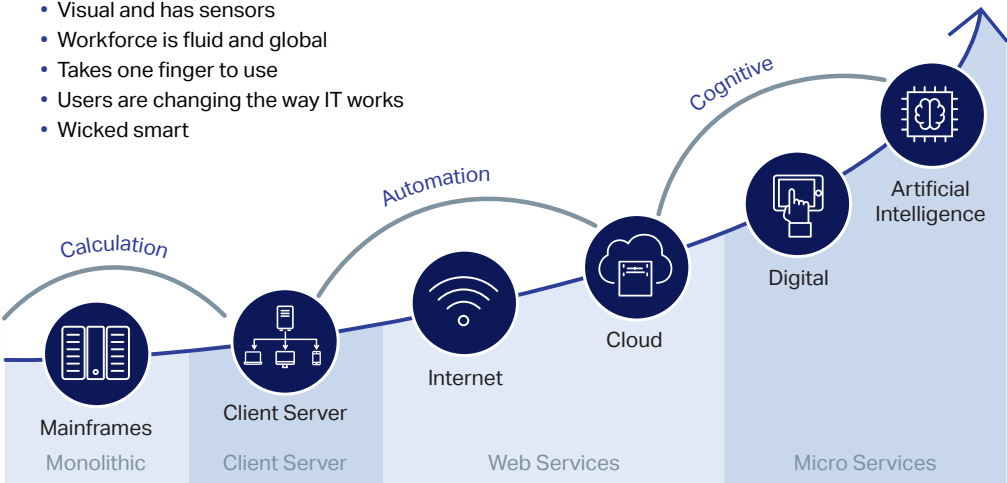 • Visual and has sensors
• Workforce is fluid and global
• Takes one finger to use
• Users are changing the way IT works
• Wicked smart
Calculation
Automation
Cognitive
Mainframes
Client Server
Internet
Cloud
Digital
Artificial
Intelligence
Monolithic
Client Server
Web Services
Micro Services